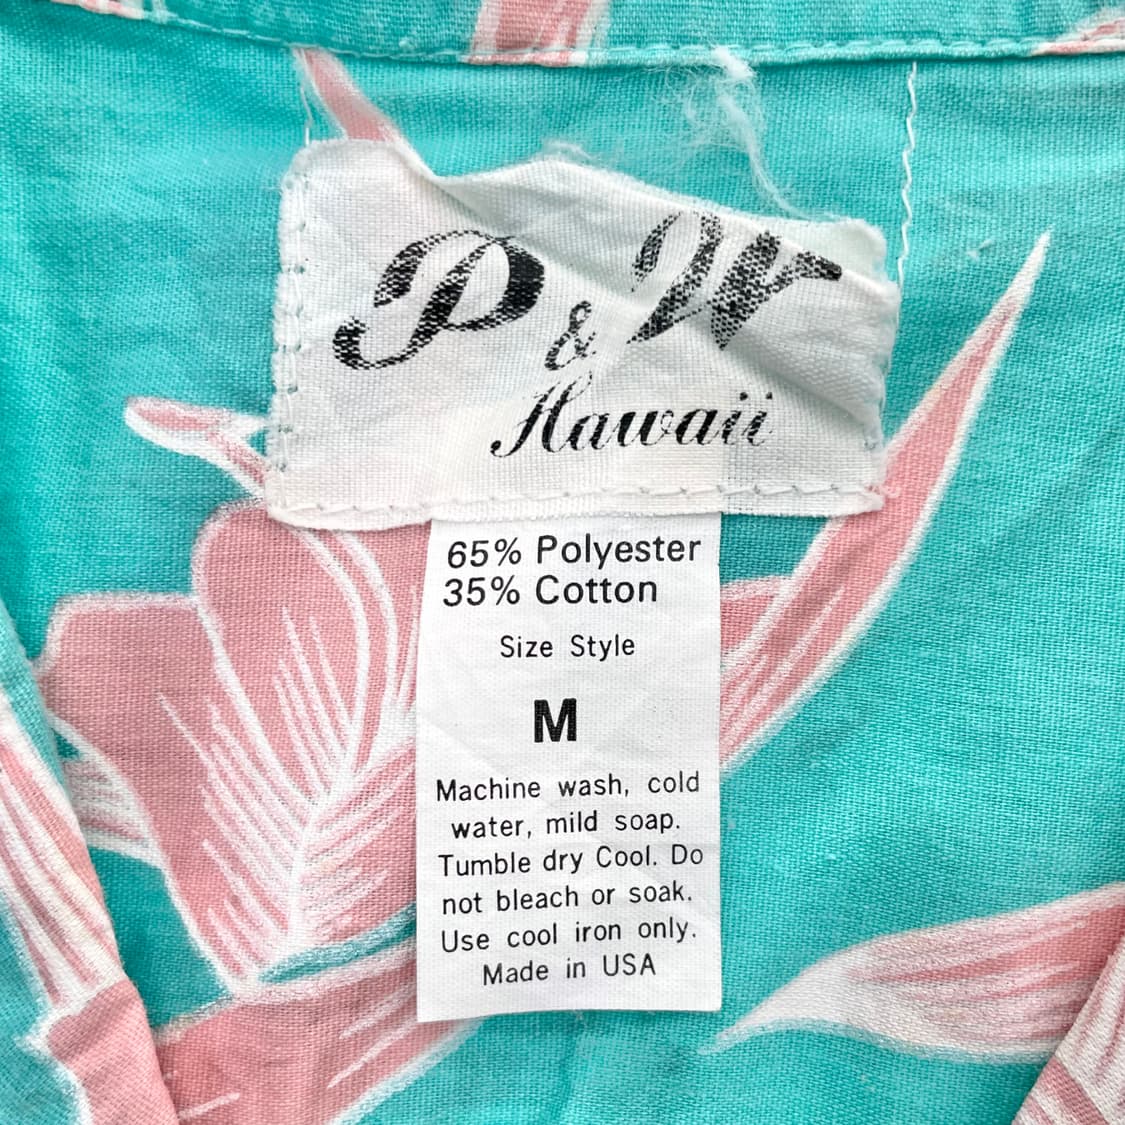 P & W
Hawaii
65% Polyester
35% Cotton
Size Style
M
Machine wash, cold
water, mild soap.
Tumble dry Cool. Do
not bleach or soak.
Use cool iron only.
Made in USA